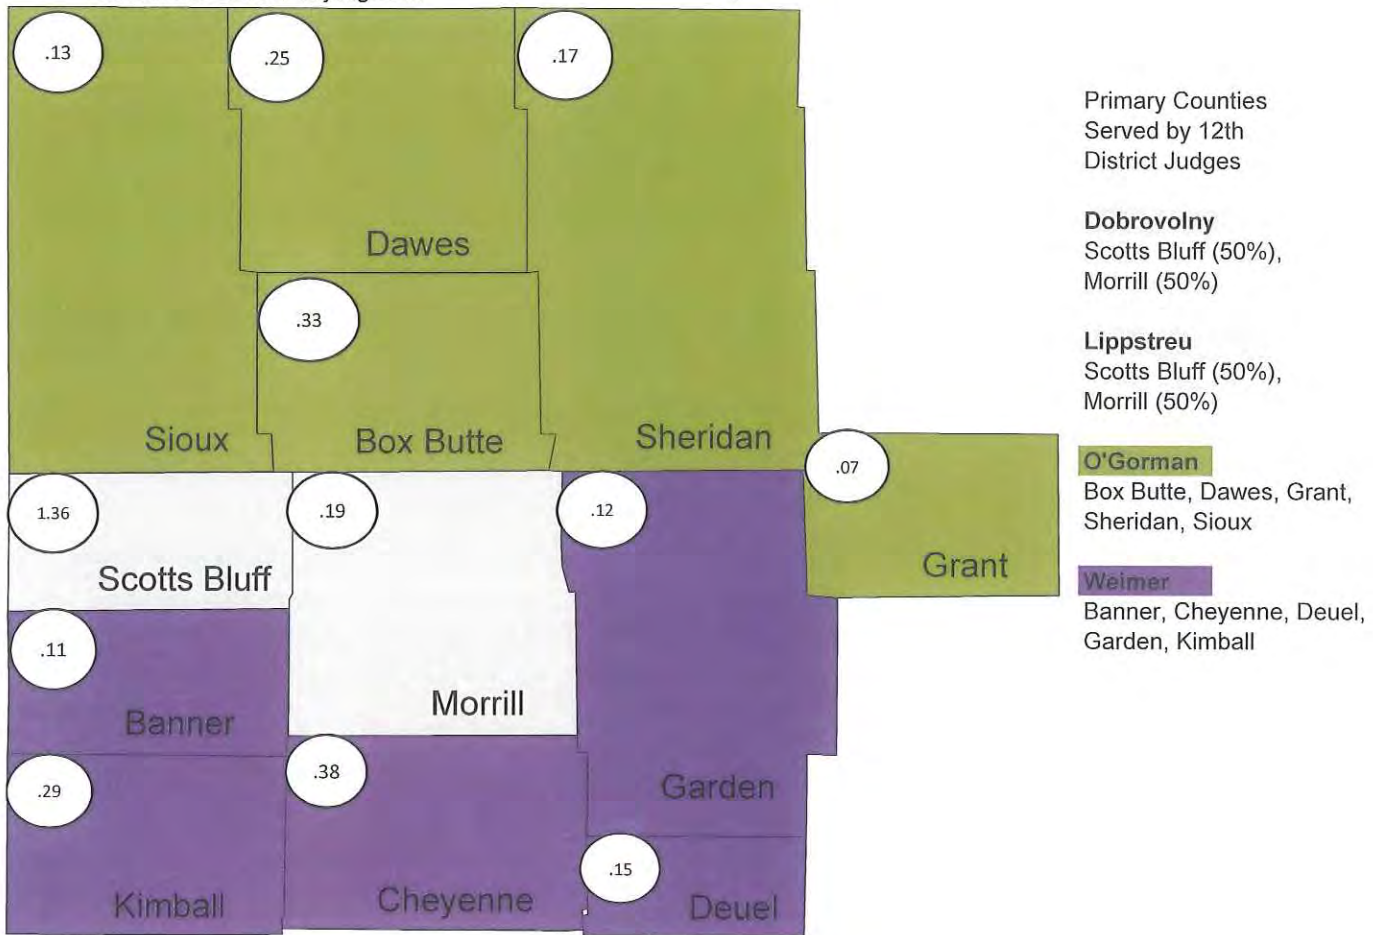 .13
.25
.17
Dawes
.33
Sioux
Box Butte
Sheridan
.07
Grant
1.36
.19
.12
Scotts Bluff
.11
Banner
Morrill
.29
.38
Garden
.15
Kimball
Cheyenne
Deuel
Primary Counties
Served by 12th
District Judges
Dobrovolny
Scotts Bluff (50%),
Morrill (50%)
Lippstreu
Scotts Bluff (50%),
Morrill (50%)
O'Gorman
Box Butte, Dawes, Grant,
Sheridan, Sioux
Weimer
Banner, Cheyenne, Deuel,
Garden, Kimball